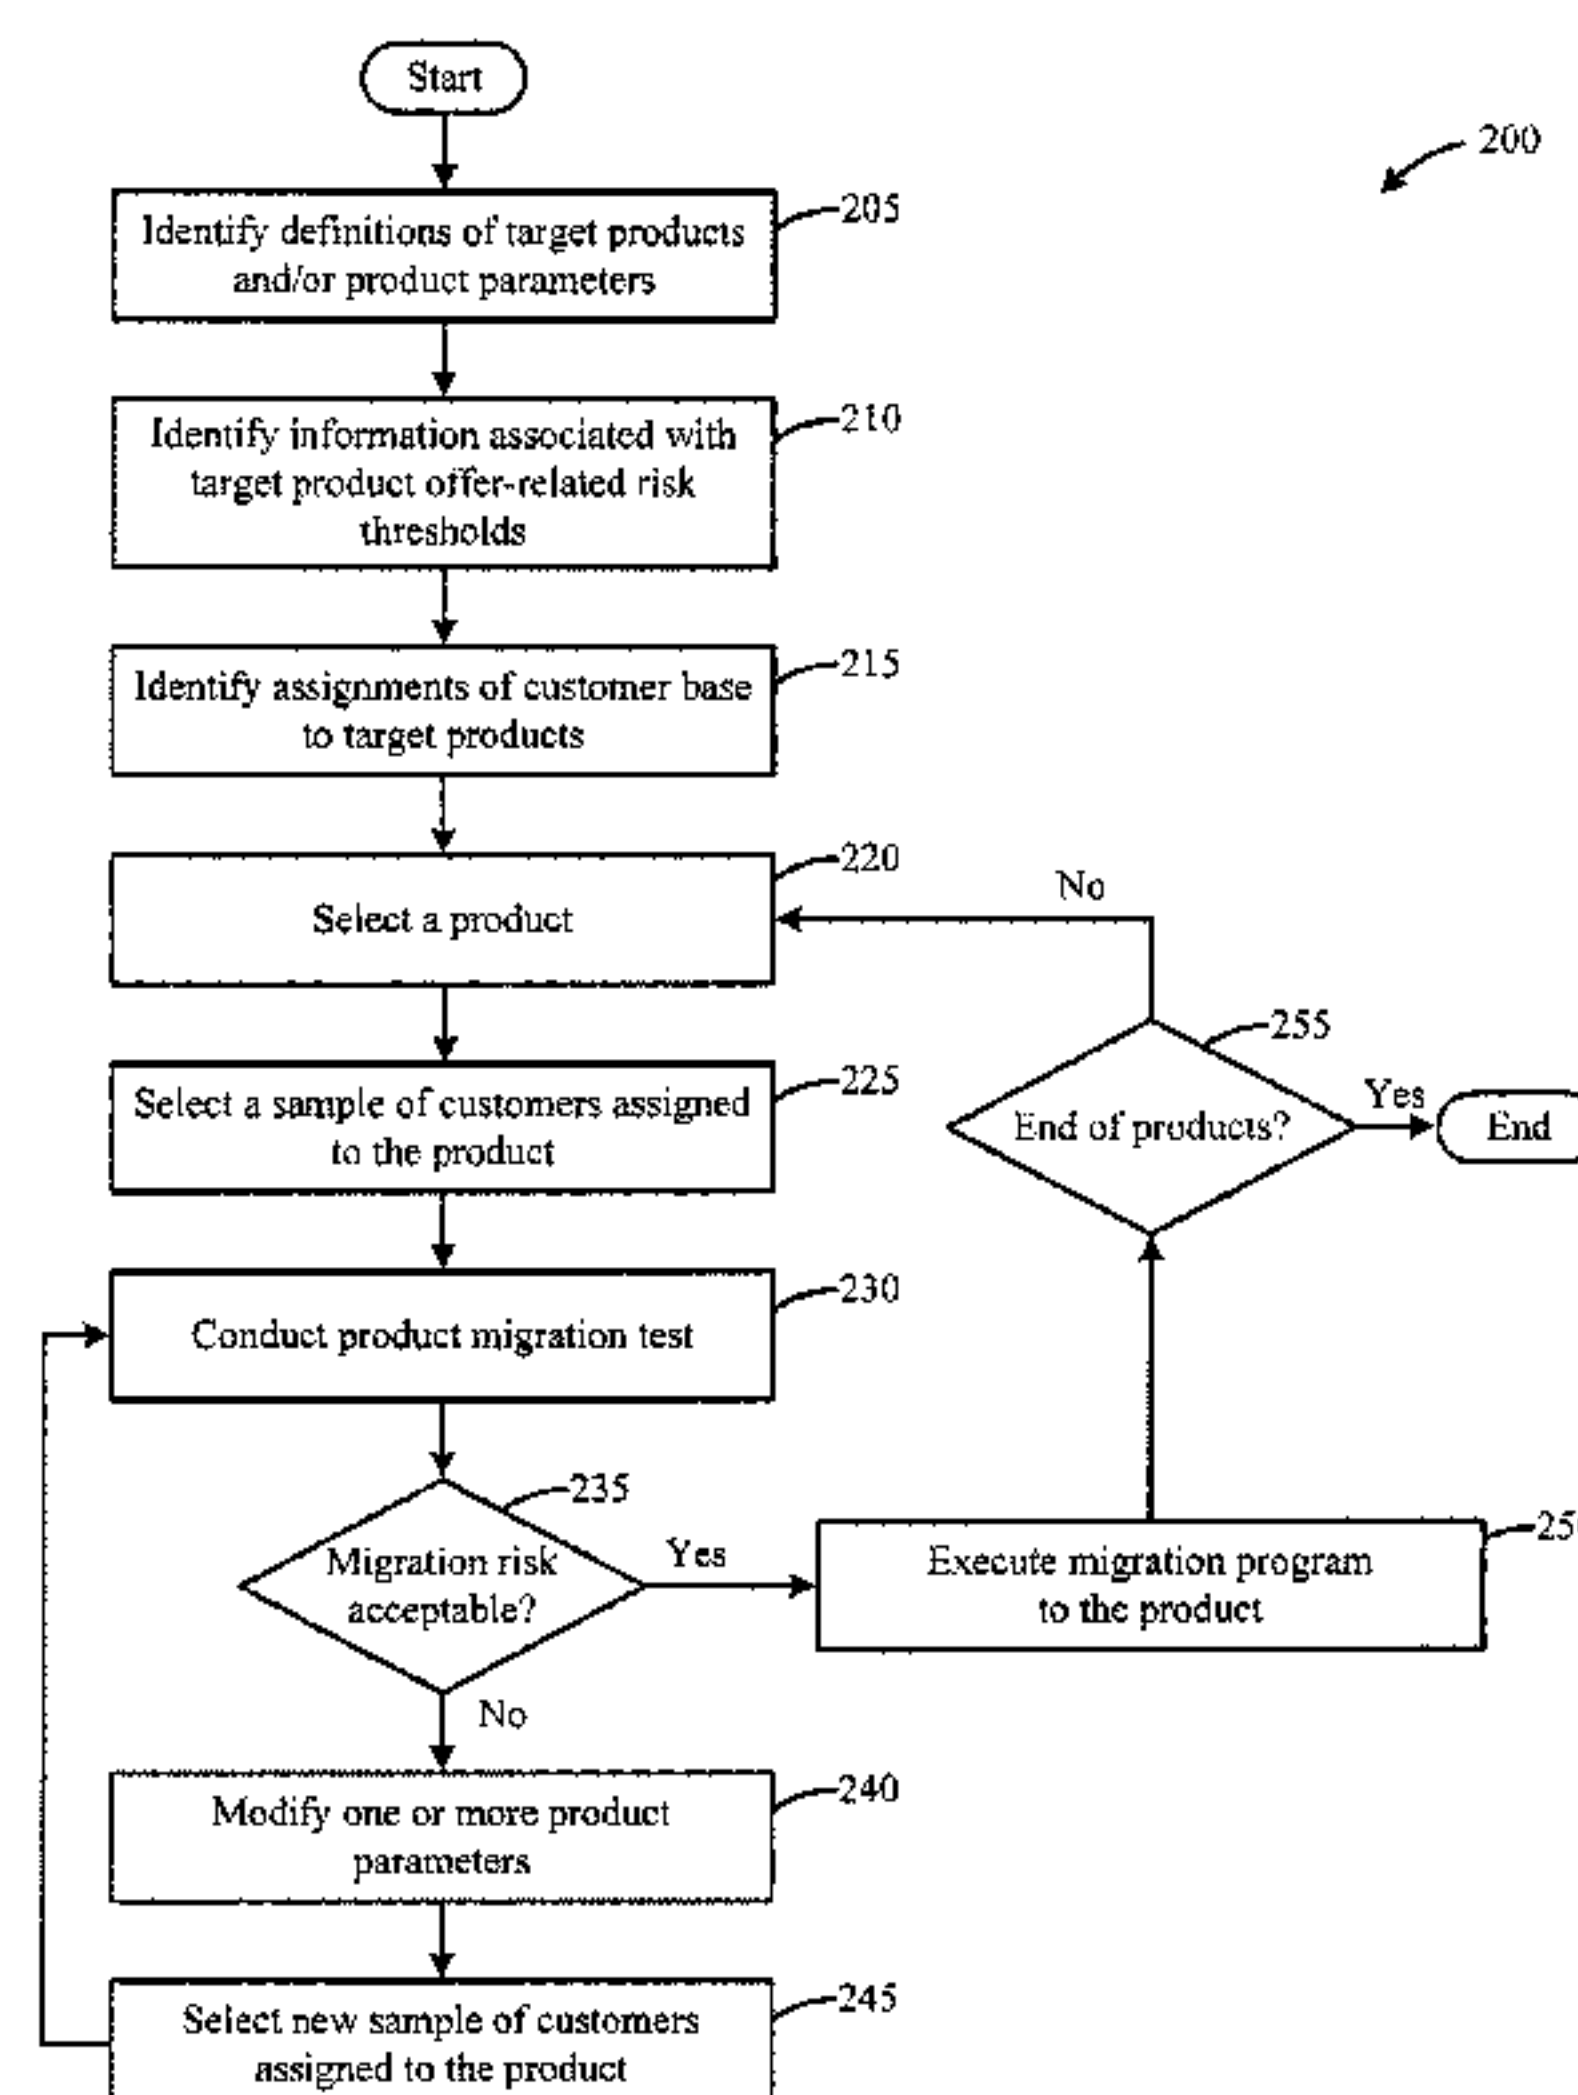 Start
200
205
Identify definitions of target products
and/or product parameters
210
Identify information associated with
target product offer-related risk
thresholds
215
Identify assignments of customer base
to target products
220
Select a product
No
255
End of products?
Yes
End
225
Select a sample of customers assigned
to the product
230
Conduct product migration test
235
Migration risk
acceptable?
Yes
Execute migration program
to the product
No
240
Modify one or more product
parameters
245
Select new sample of customers
assigned to the product